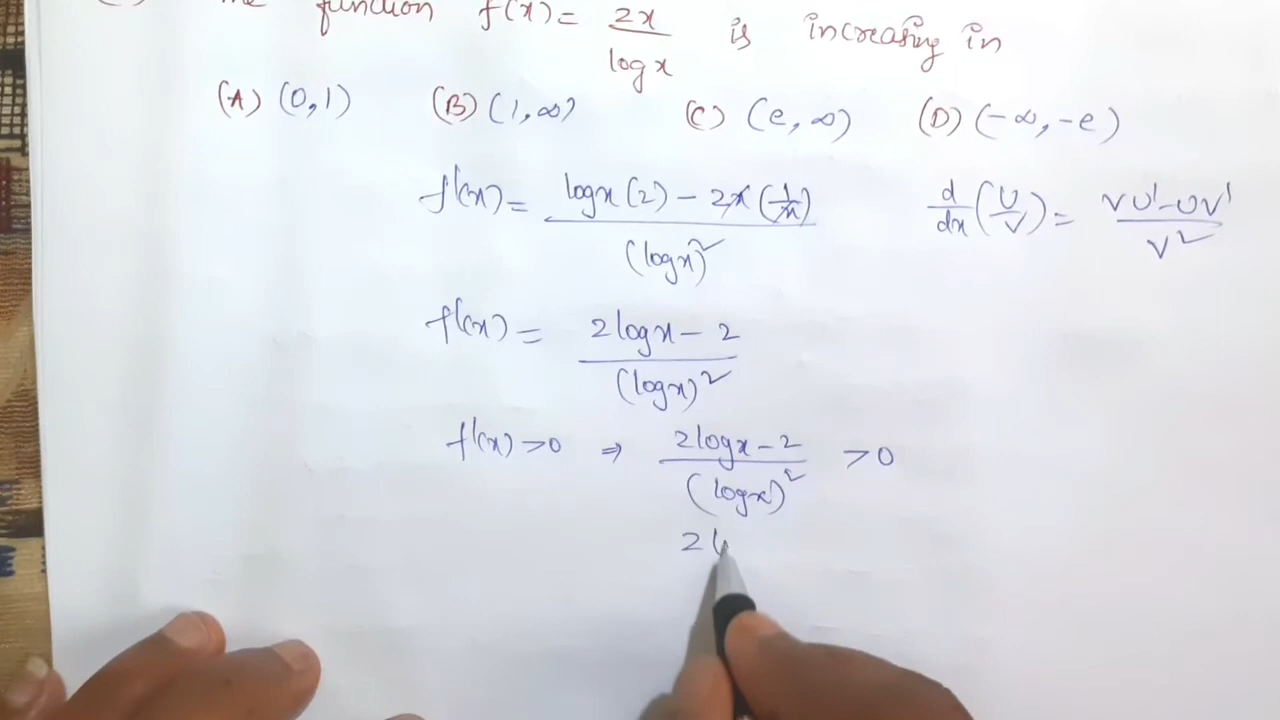 The function f(x) = 2x / log x is increasing in
(A) (0,1) (B) (1,∞) (C) (e,∞) (D) (-∞,-e)
f'(x) = log x (2) - 2x (1/x) / (log x)² d/dx (U/V) = VU' - UV' / V²
f'(x) = 2 log x - 2 / (log x)²
f'(x) > 0 ⇒ 2 log x - 2 / (log x)² > 0
2 l